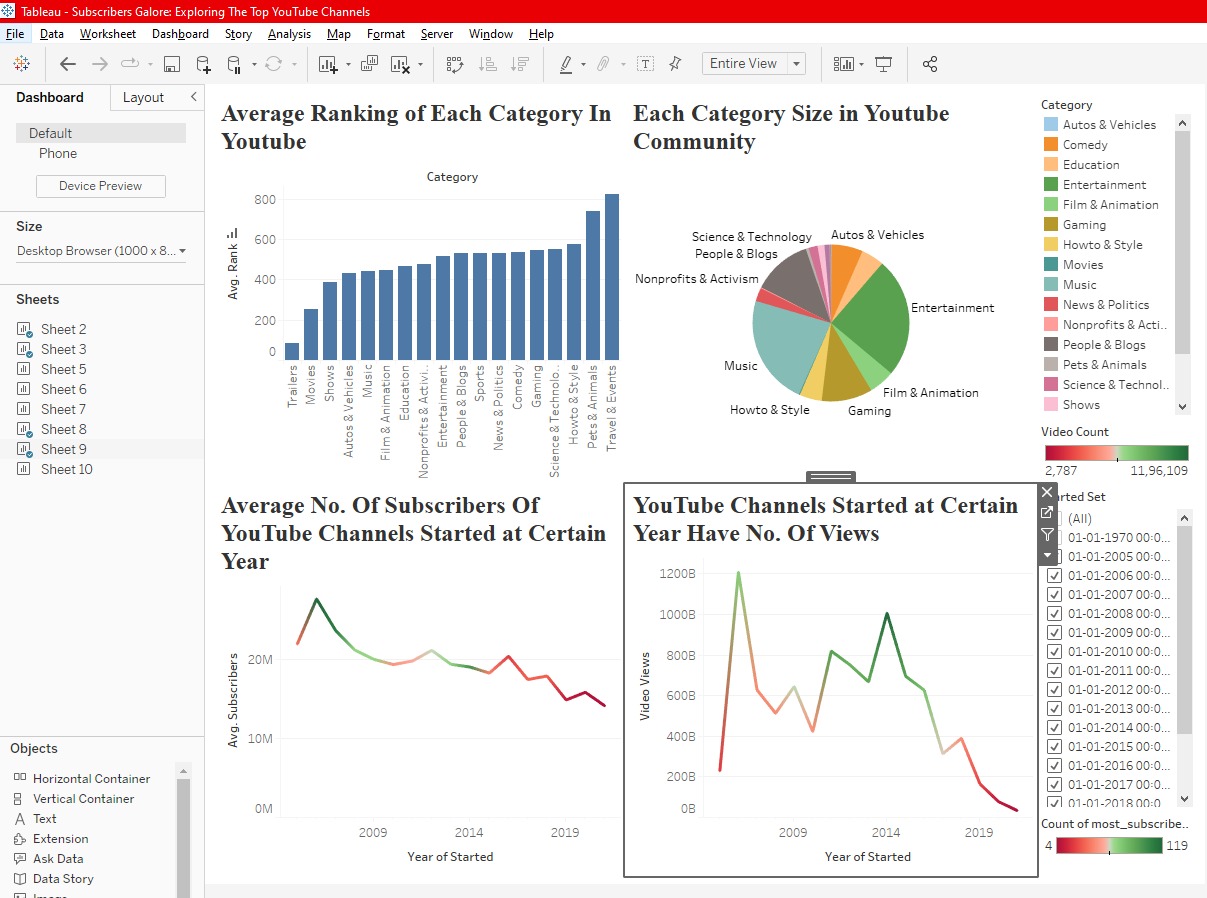 Tableau - Subscribers Galore: Exploring The Top YouTube Channels
File Data Worksheet Dashboard Story Analysis Map Format Server Window Help
Entire View
Dashboard Layout
Default
Phone
Device Preview
Size
Desktop Browser (1000 x 8...
Sheets
Sheet 2
Sheet 3
Sheet 5
Sheet 6
Sheet 7
Sheet 8
Sheet 9
Sheet 10
Objects
Horizontal Container
Vertical Container
Text
Extension
Ask Data
Data Story
Image
Average Ranking of Each Category In
Youtube
Category
Avg. Rank
800
600
400
200
0
Trailers
Movies
Shows
Autos & Vehicles
Music
Film & Animation
Education
Nonprofits & Activi..
Entertainment
People & Blogs
Sports
News & Politics
Comedy
Gaming
Science & Technolo..
Howto & Style
Pets & Animals
Travel & Events
Each Category Size in Youtube
Community
Science & Technology
Autos & Vehicles
People & Blogs
Nonprofits & Activism
Entertainment
Music
Film & Animation
Howto & Style
Gaming
Average No. Of Subscribers Of
YouTube Channels Started at Certain
Year
Avg. Subscribers
20M
10M
0M
2009 2014 2019
Year of Started
YouTube Channels Started at Certain
Year Have No. Of Views
Video Views
1200B
1000B
800B
600B
400B
200B
0B
2009 2014 2019
Year of Started
Category
Autos & Vehicles
Comedy
Education
Entertainment
Film & Animation
Gaming
Howto & Style
Movies
Music
News & Politics
Nonprofits & Acti..
People & Blogs
Pets & Animals
Science & Technol..
Shows
Video Count
2,787 11,96,109
arted Set
(All)
01-01-1970 00:0...
01-01-2005 00:0...
01-01-2006 00:0...
01-01-2007 00:0...
01-01-2008 00:0...
01-01-2009 00:0...
01-01-2010 00:0...
01-01-2011 00:0...
01-01-2012 00:0...
01-01-2013 00:0...
01-01-2014 00:0...
01-01-2015 00:0...
01-01-2016 00:0...
01-01-2017 00:0...
01-01-2018 00:0
Count of most_subscribe..
4 119